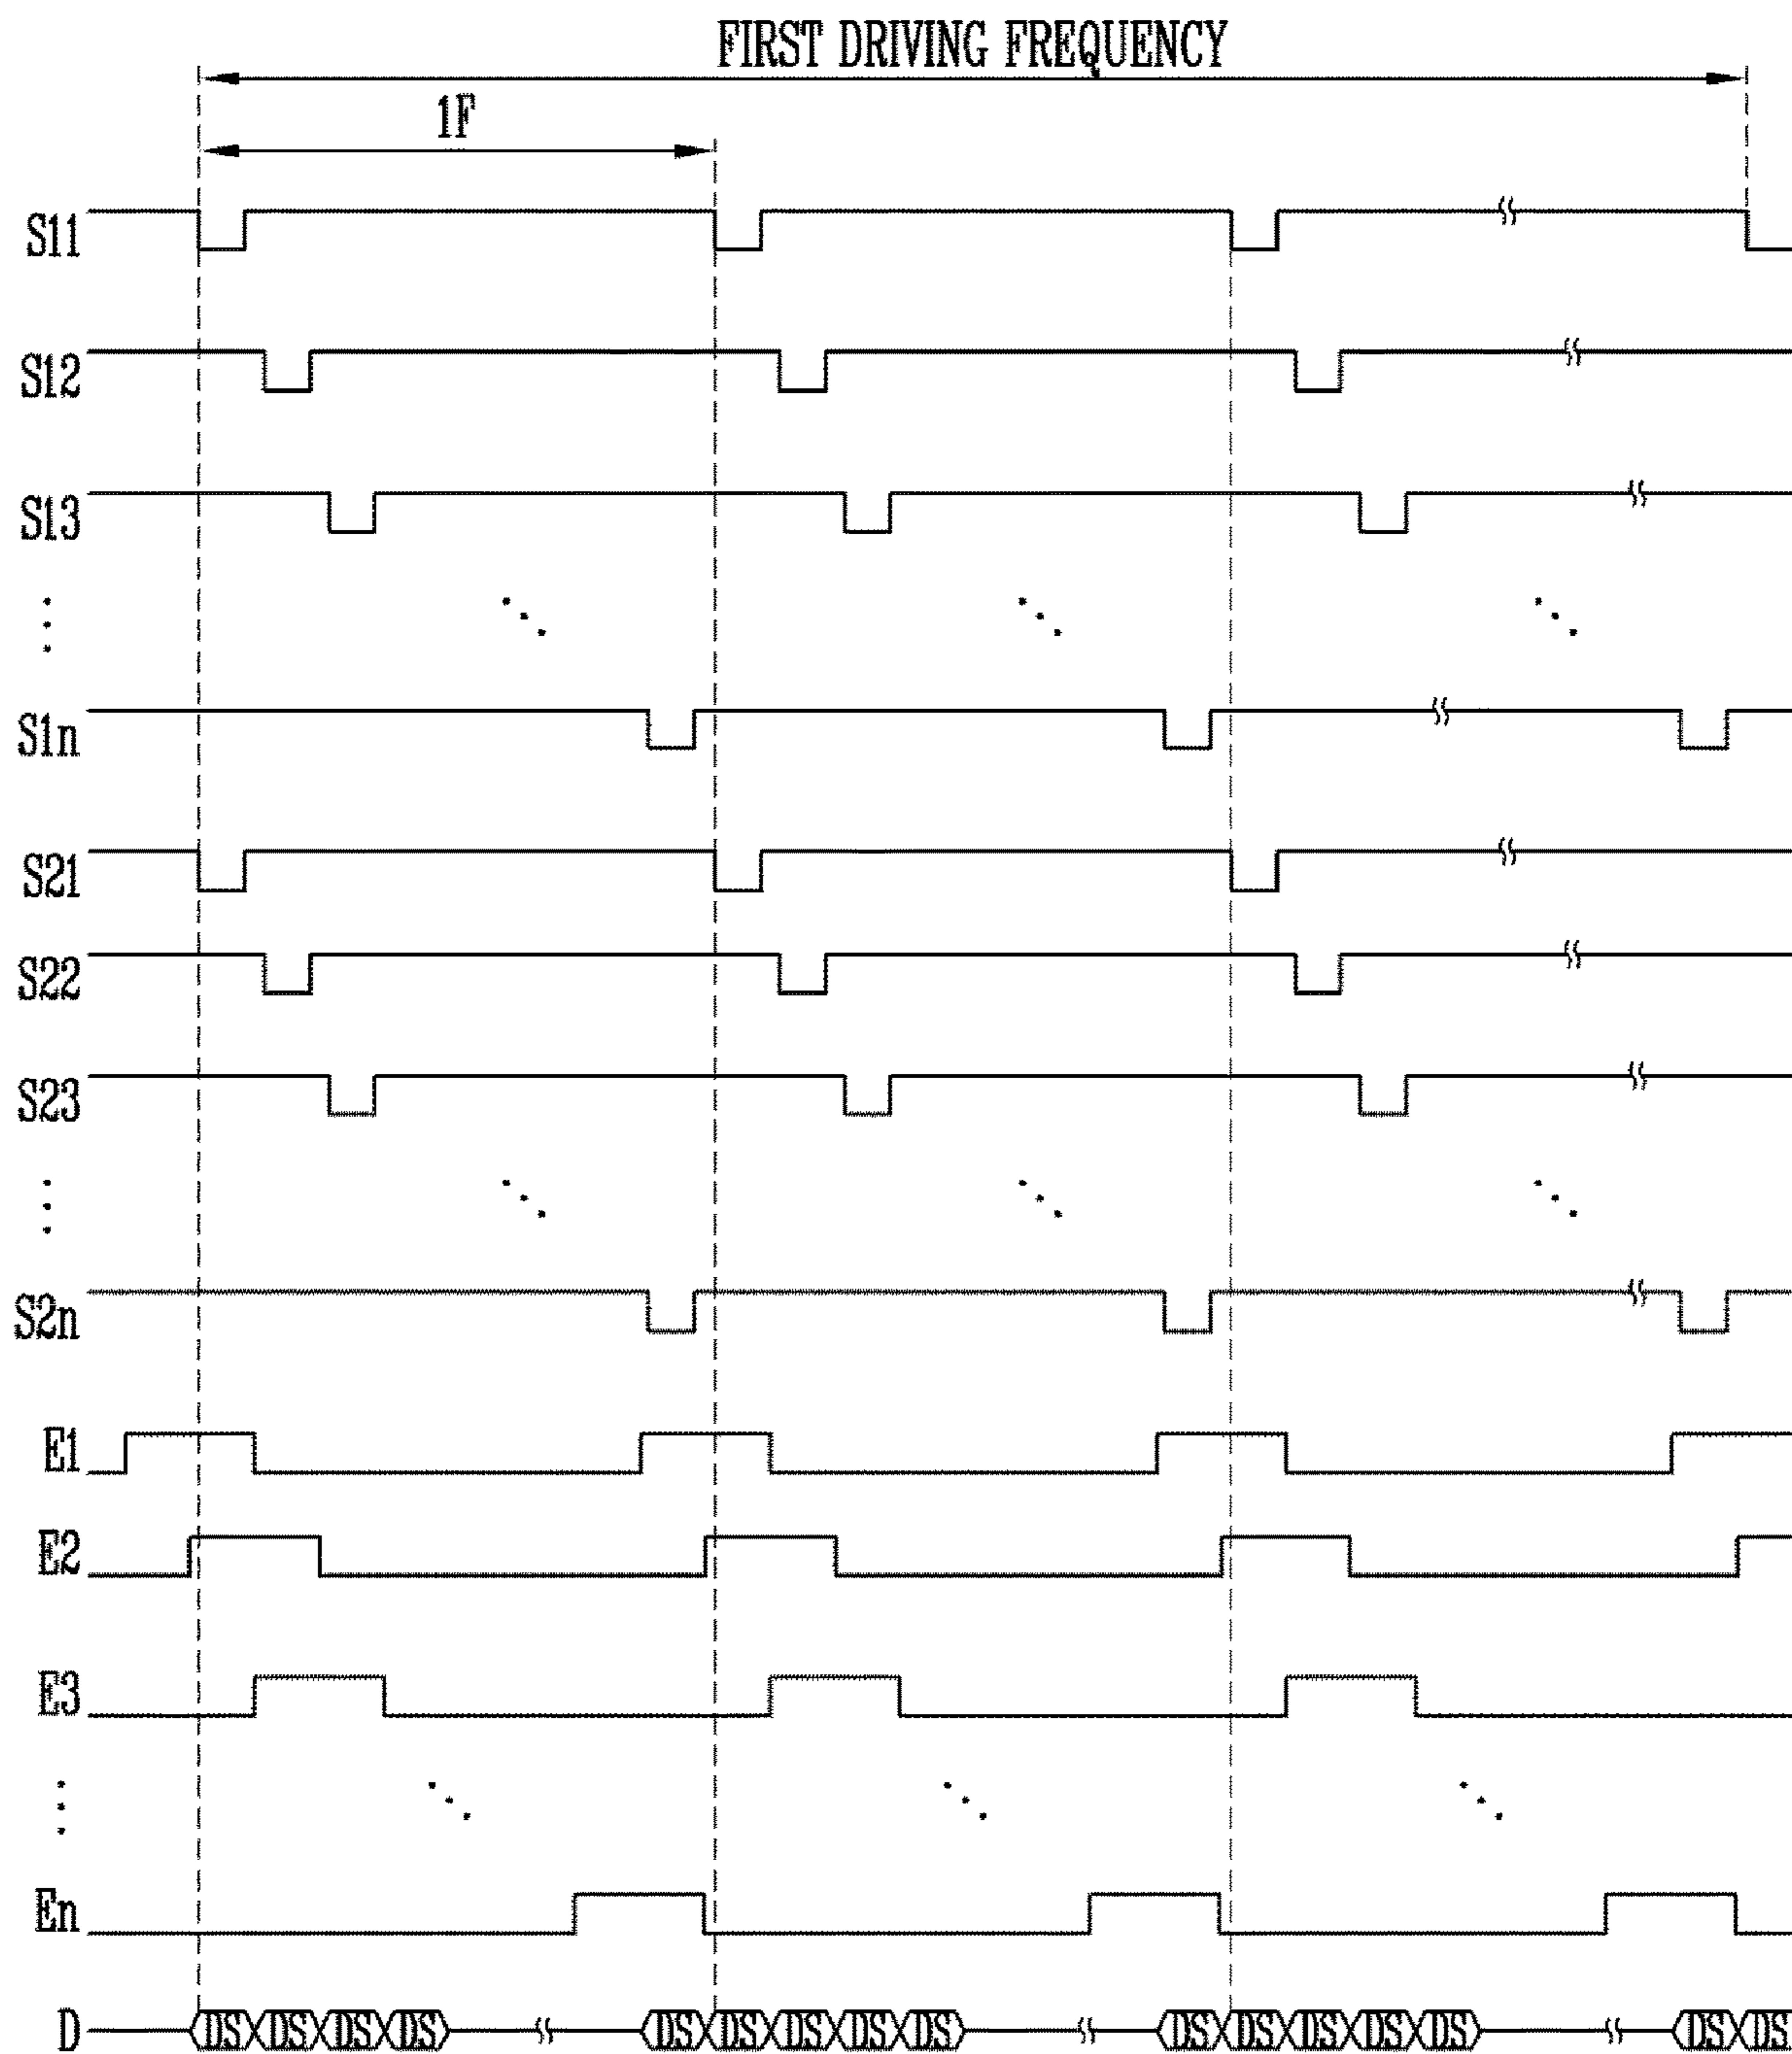 FIRST DRIVING FREQUENCY
1F
S11
S12
S13
S1n
S21
S22
S23
S2n
E1
E2
E3
En
D DS DS DS DS DS DS DS DS DS DS DS DS DS DS DS